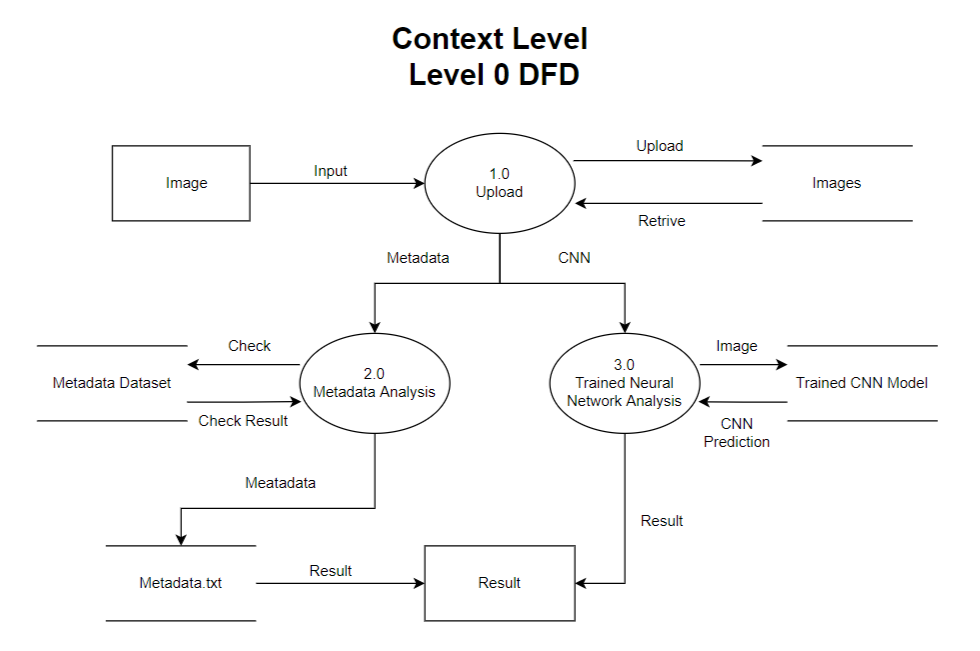 Context Level
Level 0 DFD
Image
Input
1.0
Upload
Upload
Retrive
Images
Metadata
CNN
Metadata Dataset
Check
Check Result
2.0
Metadata Analysis
3.0
Trained Neural
Network Analysis
Image
CNN
Prediction
Trained CNN Model
Meatadata
Result
Metadata.txt
Result
Result